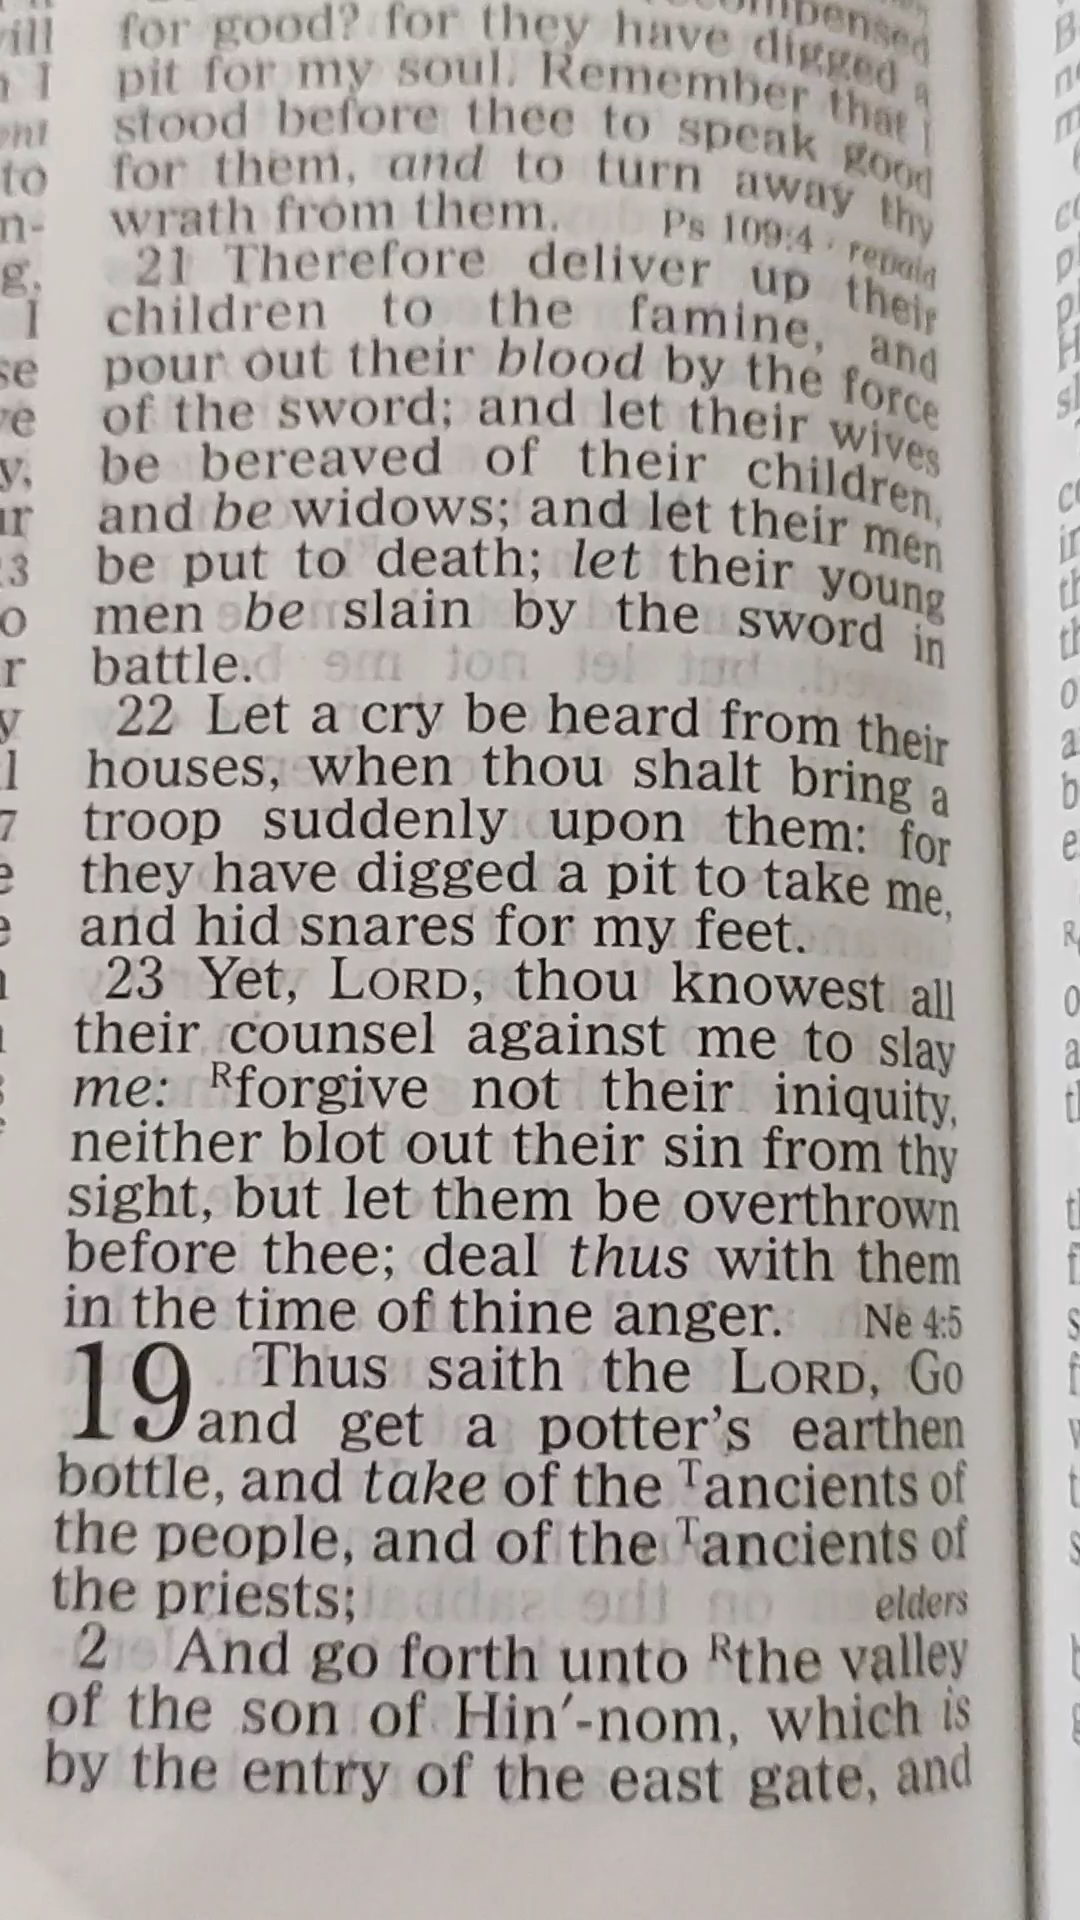 for good? for they have digged a
pit for my soul. Remember that I
stood before thee to speak good
for them, and to turn away thy
wrath from them. Ps 109:4 · repaid
21 Therefore deliver up their
children to the famine, and
pour out their blood by the force
of the sword; and let their wives
be bereaved of their children,
and be widows; and let their men
be put to death; let their young
men be slain by the sword in
battle.
22 Let a cry be heard from their
houses, when thou shalt bring a
troop suddenly upon them: for
they have digged a pit to take me,
and hid snares for my feet.
23 Yet, LORD, thou knowest all
their counsel against me to slay
me: Rforgive not their iniquity,
neither blot out their sin from thy
sight, but let them be overthrown
before thee; deal thus with them
in the time of thine anger. Ne 4:5
19 Thus saith the LORD, Go
and get a potter's earthen
bottle, and take of the Tancients of
the people, and of the Tancients of
the priests; elders
2 And go forth unto Rthe valley
of the son of Hin′-nom, which is
by the entry of the east gate, and